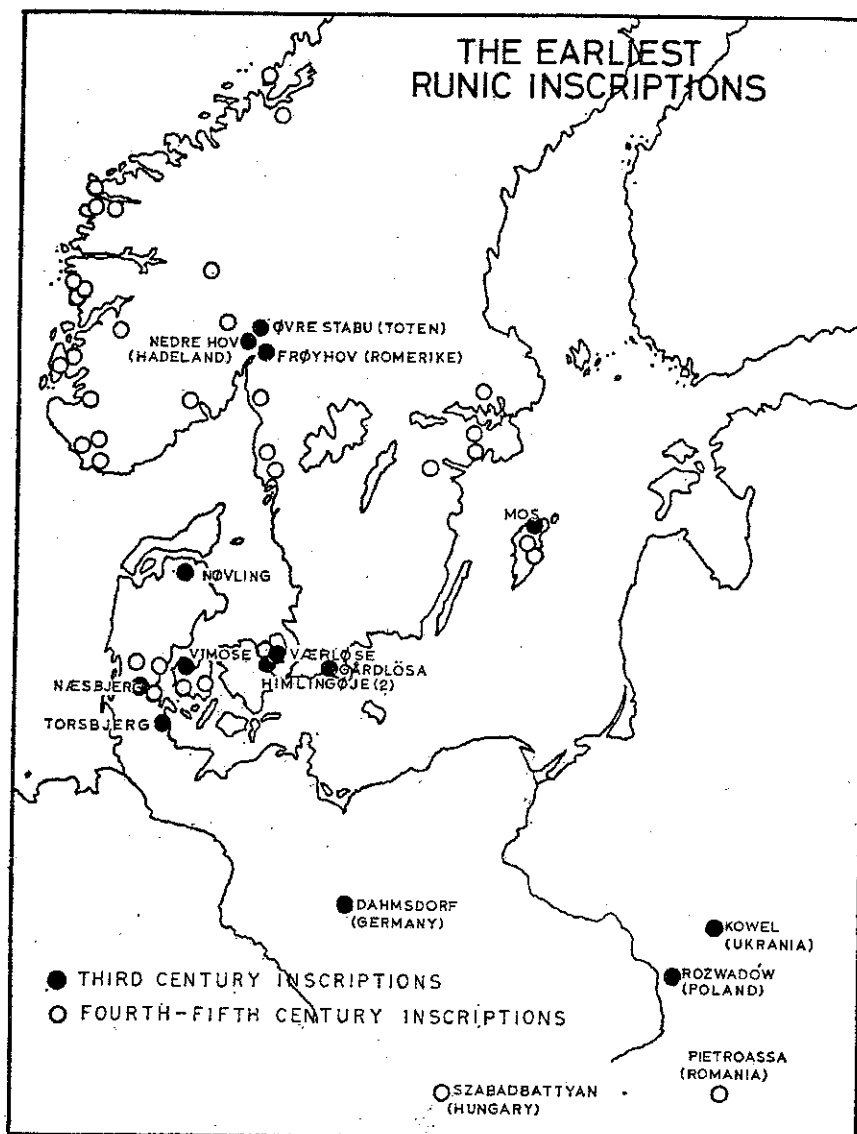 THE EARLIEST
RUNIC INSCRIPTIONS
ØVRE STABU (TOTEN)
NEDRE HOV
(HADELAND)
FRØYHOV (ROMERIKE)
MOS
NØVLING
VIMOSE
VÆRLØSE
GÅRDLÖSA
HIMLINGØJE (2)
NÆSBJERG
TORSBJERG
DAHMSDORF
(GERMANY)
KOWEL
(UKRANIA)
ROZWADÓW
(POLAND)
THIRD CENTURY INSCRIPTIONS
FOURTH-FIFTH CENTURY INSCRIPTIONS
PIETROASSA
(ROMANIA)
SZABADBATTYAN
(HUNGARY)